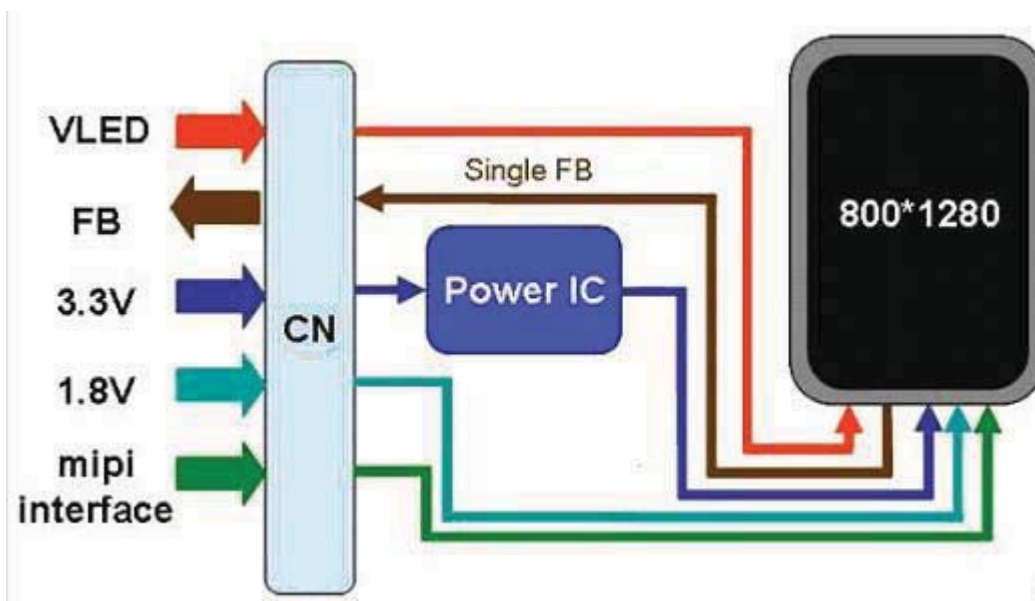 VLED
FB
3.3V
1.8V
mipi
interface
CN
Single FB
Power IC
800*1280